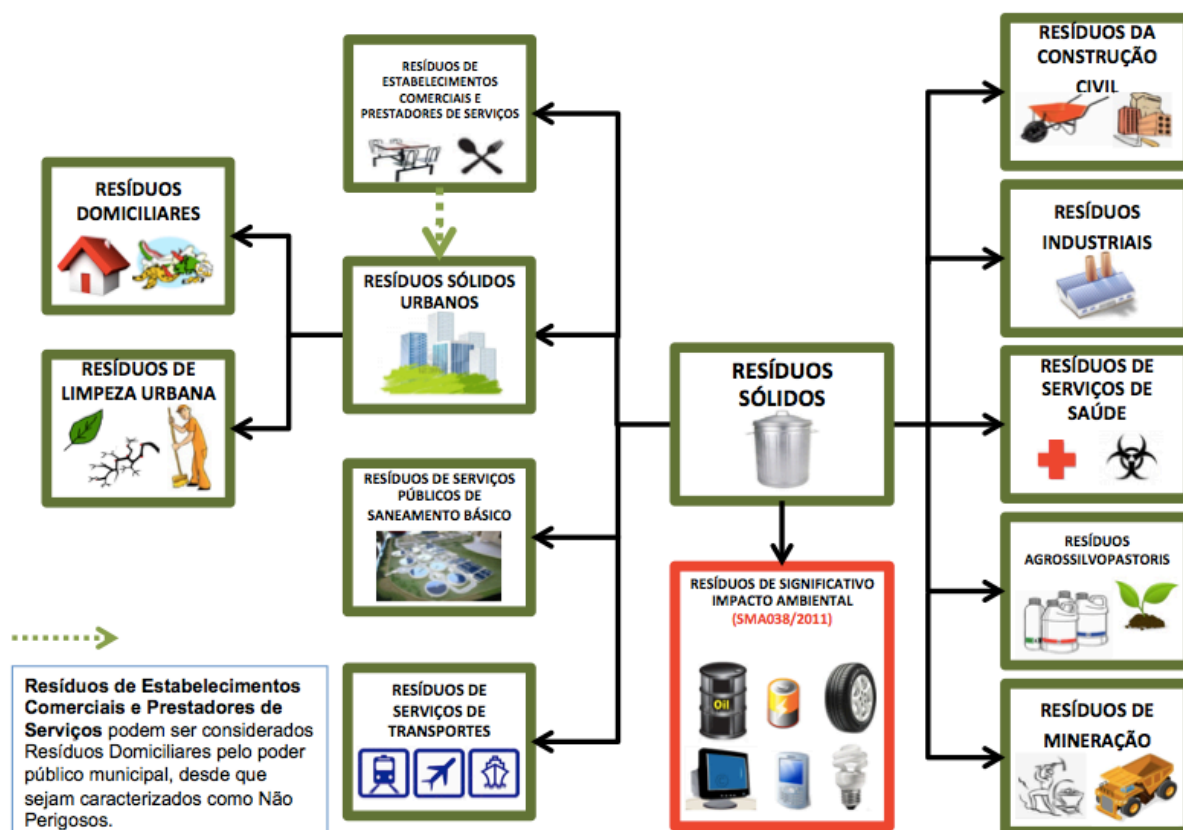 RESÍDUOS DE
ESTABELECIMENTOS
COMERCIAIS E
PRESTADORES DE SERVIÇOS
RESÍDUOS
DOMICILIARES
RESÍDUOS SÓLIDOS
URBANOS
RESÍDUOS DE
LIMPEZA URBANA
RESÍDUOS DE SERVIÇOS
PÚBLICOS DE
SANEAMENTO BÁSICO
RESÍDUOS DE
SERVIÇOS DE
TRANSPORTES
Resíduos de Estabelecimentos
Comerciais e Prestadores de
Serviços podem ser considerados
Resíduos Domiciliares pelo poder
público municipal, desde que
sejam caracterizados como Não
Perigosos.
RESÍDUOS
SÓLIDOS
RESÍDUOS DE SIGNIFICATIVO
IMPACTO AMBIENTAL
(SMA038/2011)
Oil
RESÍDUOS DA
CONSTRUÇÃO
CIVIL
RESÍDUOS
INDUSTRIAIS
RESÍDUOS DE
SERVIÇOS DE
SAÚDE
RESÍDUOS
AGROSSILVOPASTORIS
RESÍDUOS DE
MINERAÇÃO